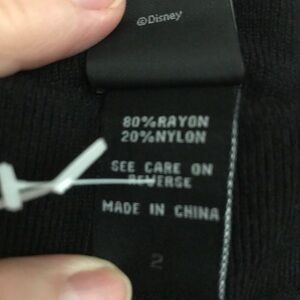 ©Disney
80%RAYON
20%NYLON
SEE CARE ON
REVERSE
MADE IN CHINA
2